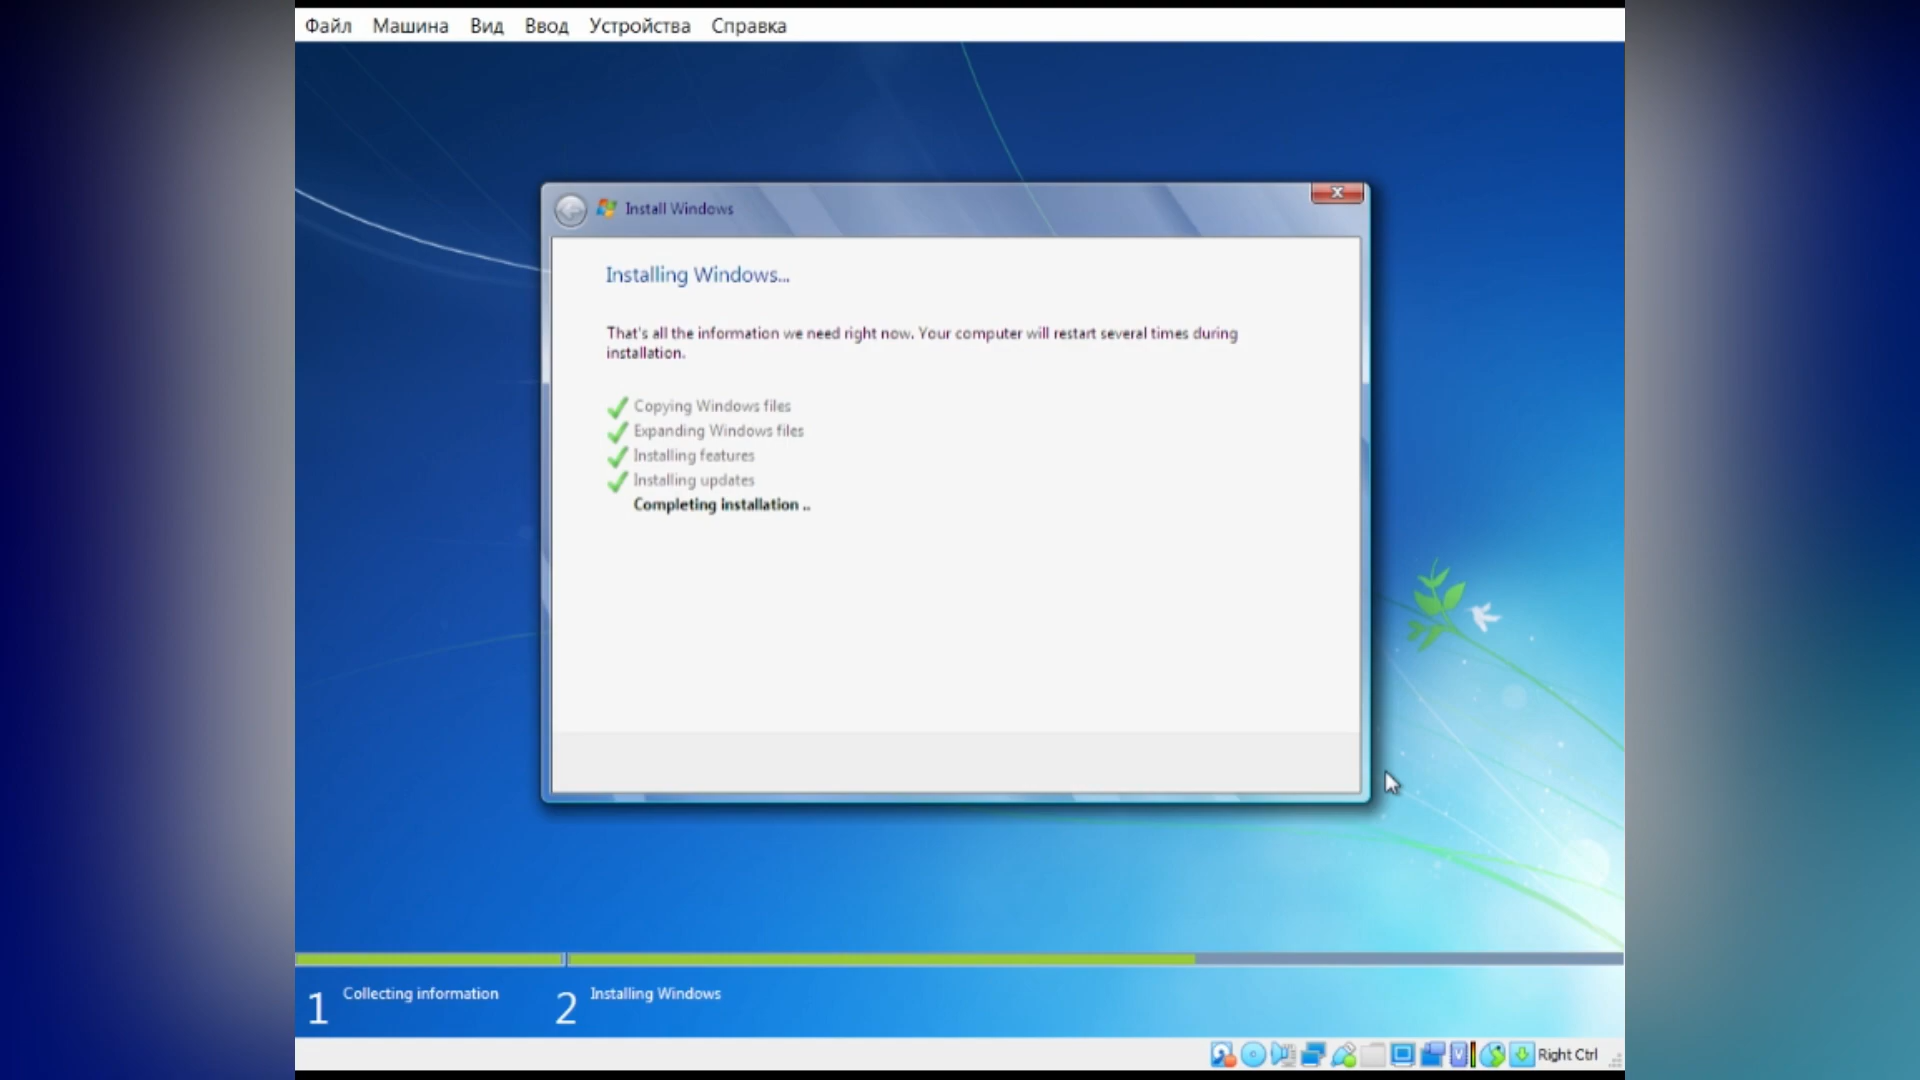 Файл Машина Вид Ввод Устройства Справка
Install Windows
Installing Windows...
That's all the information we need right now. Your computer will restart several times during
installation.
Copying Windows files
Expanding Windows files
Installing features
Installing updates
Completing installation ..
1 Collecting information 2 Installing Windows
Right Ctrl